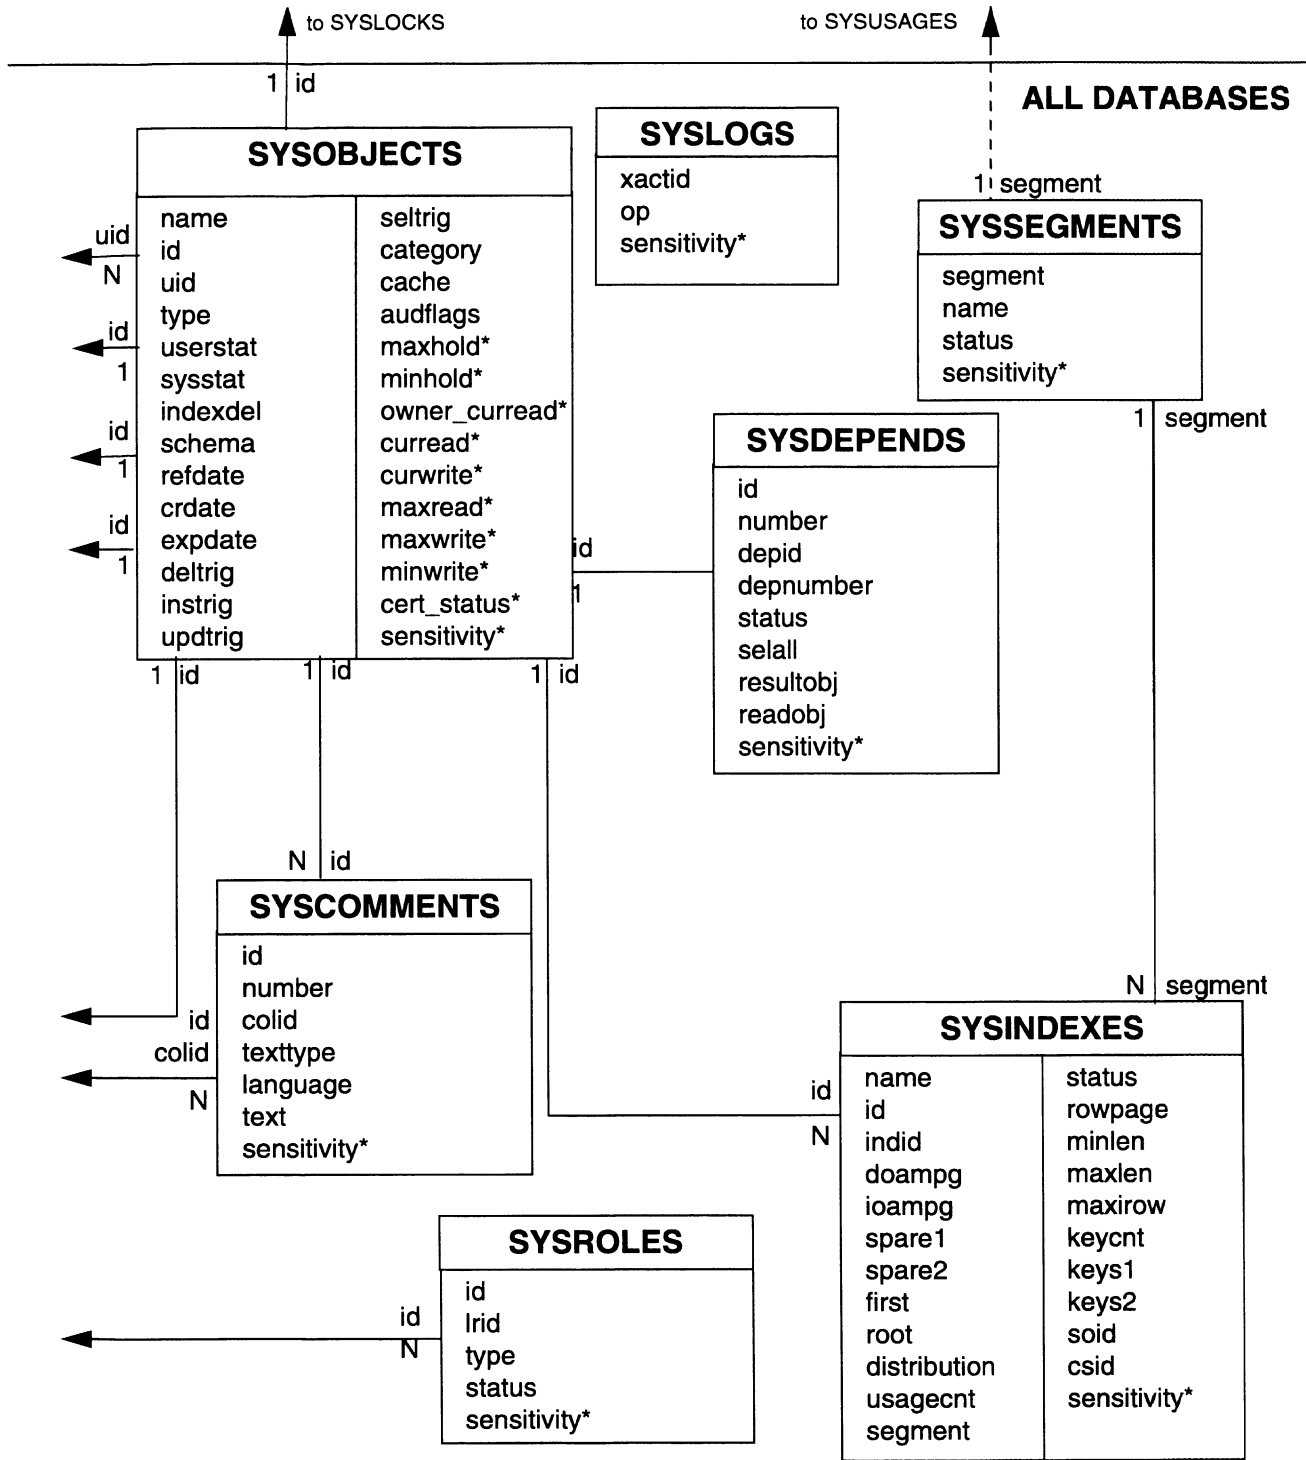 to SYSLOCKS
to SYSUSAGES
1 id
ALL DATABASES
SYSOBJECTS
name
id
uid
type
userstat
sysstat
indexdel
schema
refdate
crdate
expdate
deltrig
instrig
updtrig
seltrig
category
cache
audflags
maxhold*
minhold*
owner_curread*
curread*
curwrite*
maxread*
maxwrite*
minwrite*
cert_status*
sensitivity*
uid
N
id
1
id
1
id
1
SYSLOGS
xactid
op
sensitivity*
1 segment
SYSSEGMENTS
segment
name
status
sensitivity*
1 segment
SYSDEPENDS
id
number
depid
depnumber
status
selall
resultobj
readobj
sensitivity*
id
1
1 id
1 id
1 id
N id
SYSCOMMENTS
id
number
colid
texttype
language
text
sensitivity*
id
colid
N
N segment
SYSINDEXES
name
id
indid
doampg
ioampg
spare1
spare2
first
root
distribution
usagecnt
segment
status
rowpage
minlen
maxlen
maxirow
keycnt
keys1
keys2
soid
csid
sensitivity*
id
N
SYSROLES
id
lrid
type
status
sensitivity*
id
N